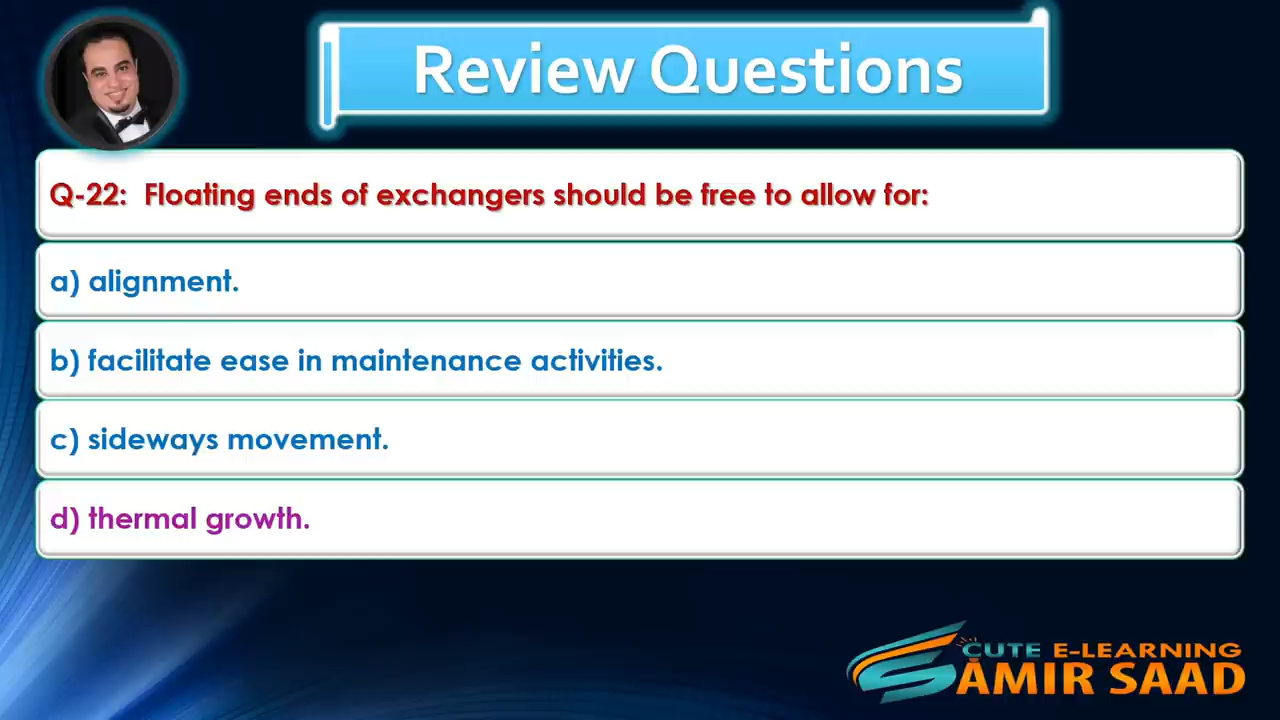 Review Questions
Q-22: Floating ends of exchangers should be free to allow for:
a) alignment.
b) facilitate ease in maintenance activities.
c) sideways movement.
d) thermal growth.
CUTE E-LEARNING
AMIR SAAD